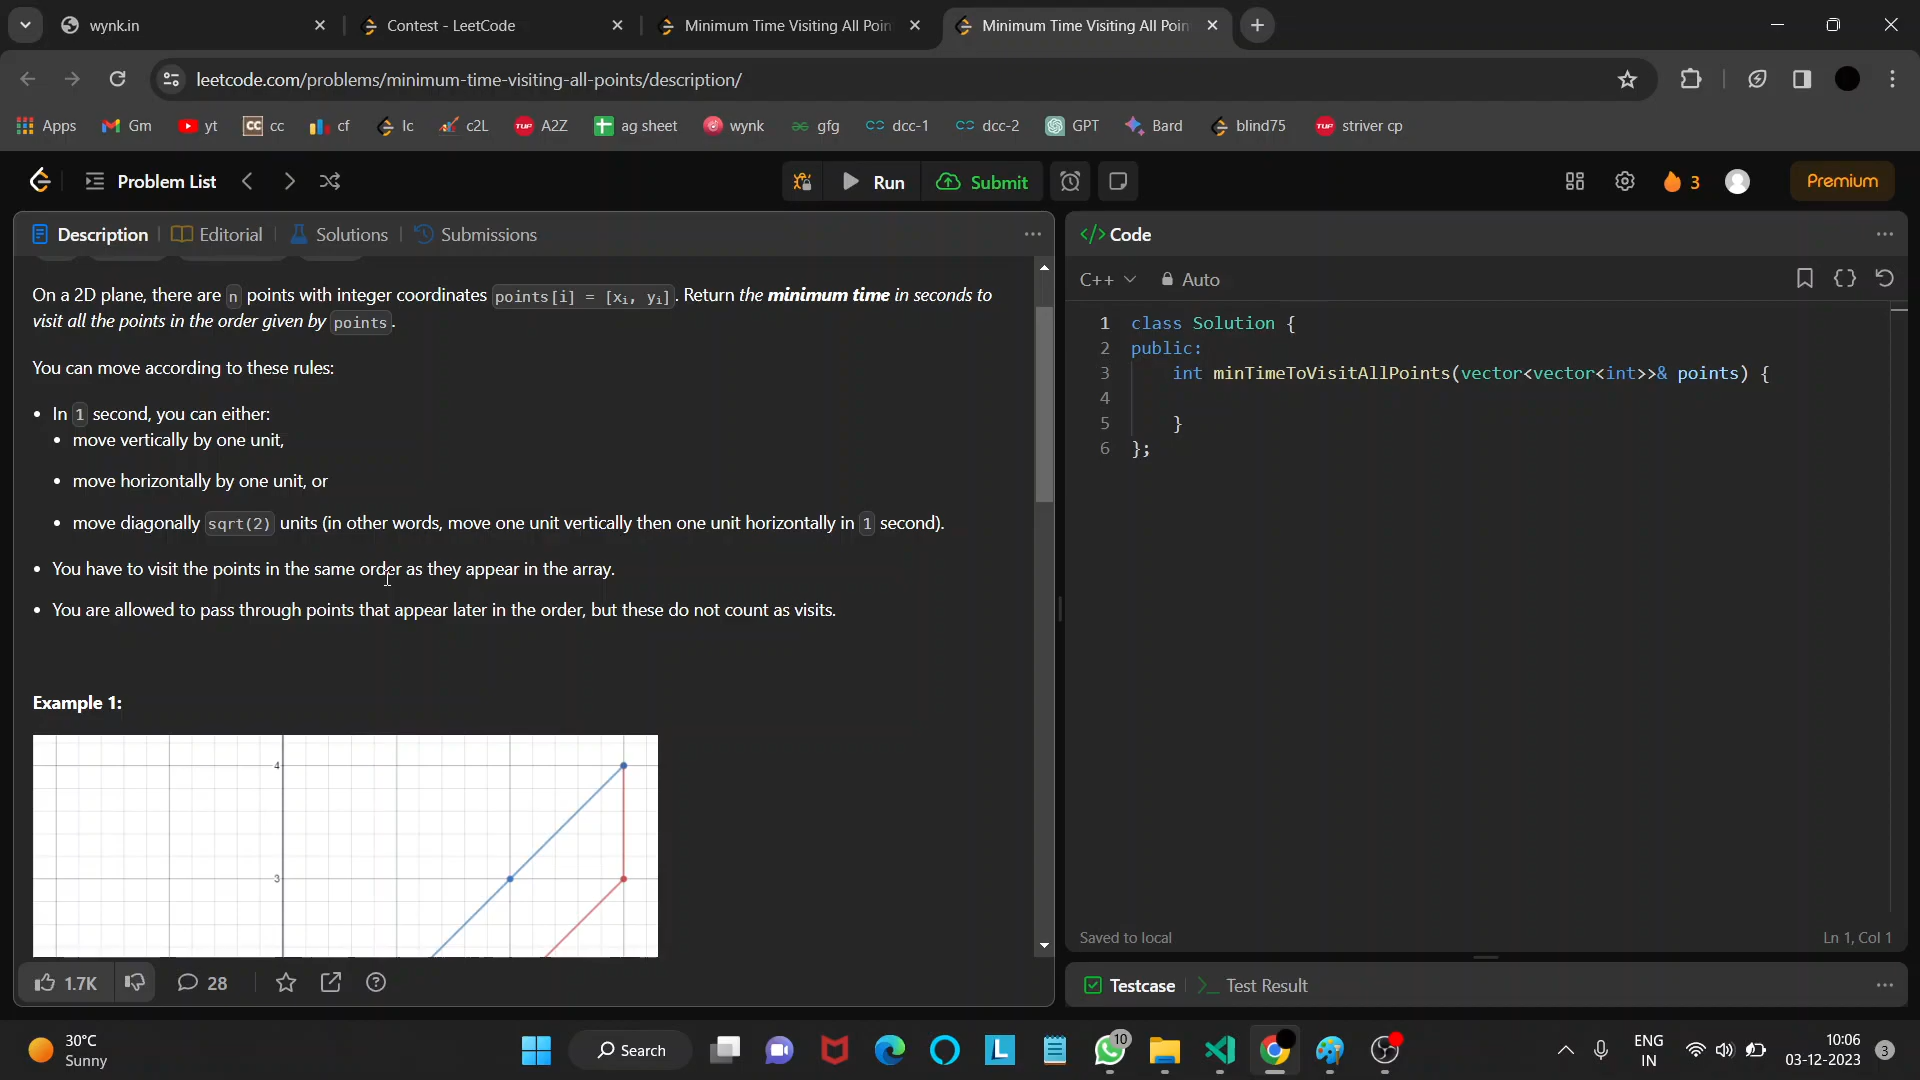 wynk.in
Contest - LeetCode
Minimum Time Visiting All Poin
Minimum Time Visiting All Poin
leetcode.com/problems/minimum-time-visiting-all-points/description/
Apps Gm yt cc cf lc c2L A2Z ag sheet wynk gfg dcc-1 dcc-2 GPT Bard blind75 striver cp
Problem List Run Submit 3 Premium
Description Editorial Solutions Submissions
On a 2D plane, there are n points with integer coordinates points[i] = [xi, yi]. Return the minimum time in seconds to
visit all the points in the order given by points.
You can move according to these rules:
• In 1 second, you can either:
• move vertically by one unit,
• move horizontally by one unit, or
• move diagonally sqrt(2) units (in other words, move one unit vertically then one unit horizontally in 1 second).
• You have to visit the points in the same order as they appear in the array.
• You are allowed to pass through points that appear later in the order, but these do not count as visits.
Example 1:
4
3
1.7K 28
</> Code
C++ Auto
1 class Solution {
2 public:
3 int minTimeToVisitAllPoints(vector<vector<int>>& points) {
4
5 }
6 };
Saved to local Ln 1, Col 1
Testcase >_ Test Result
30°C
Sunny
Search
10
ENG
IN
10:06
03-12-2023
3